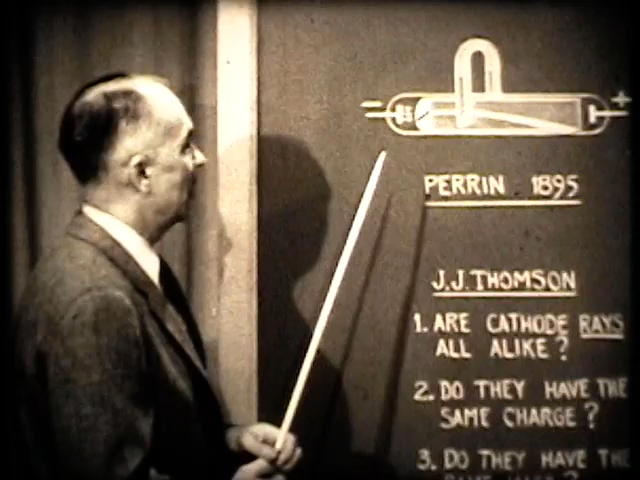 − +
PERRIN 1895
J.J. THOMSON
1. ARE CATHODE RAYS
ALL ALIKE?
2. DO THEY HAVE THE
SAME CHARGE?
3. DO THEY HAVE THE